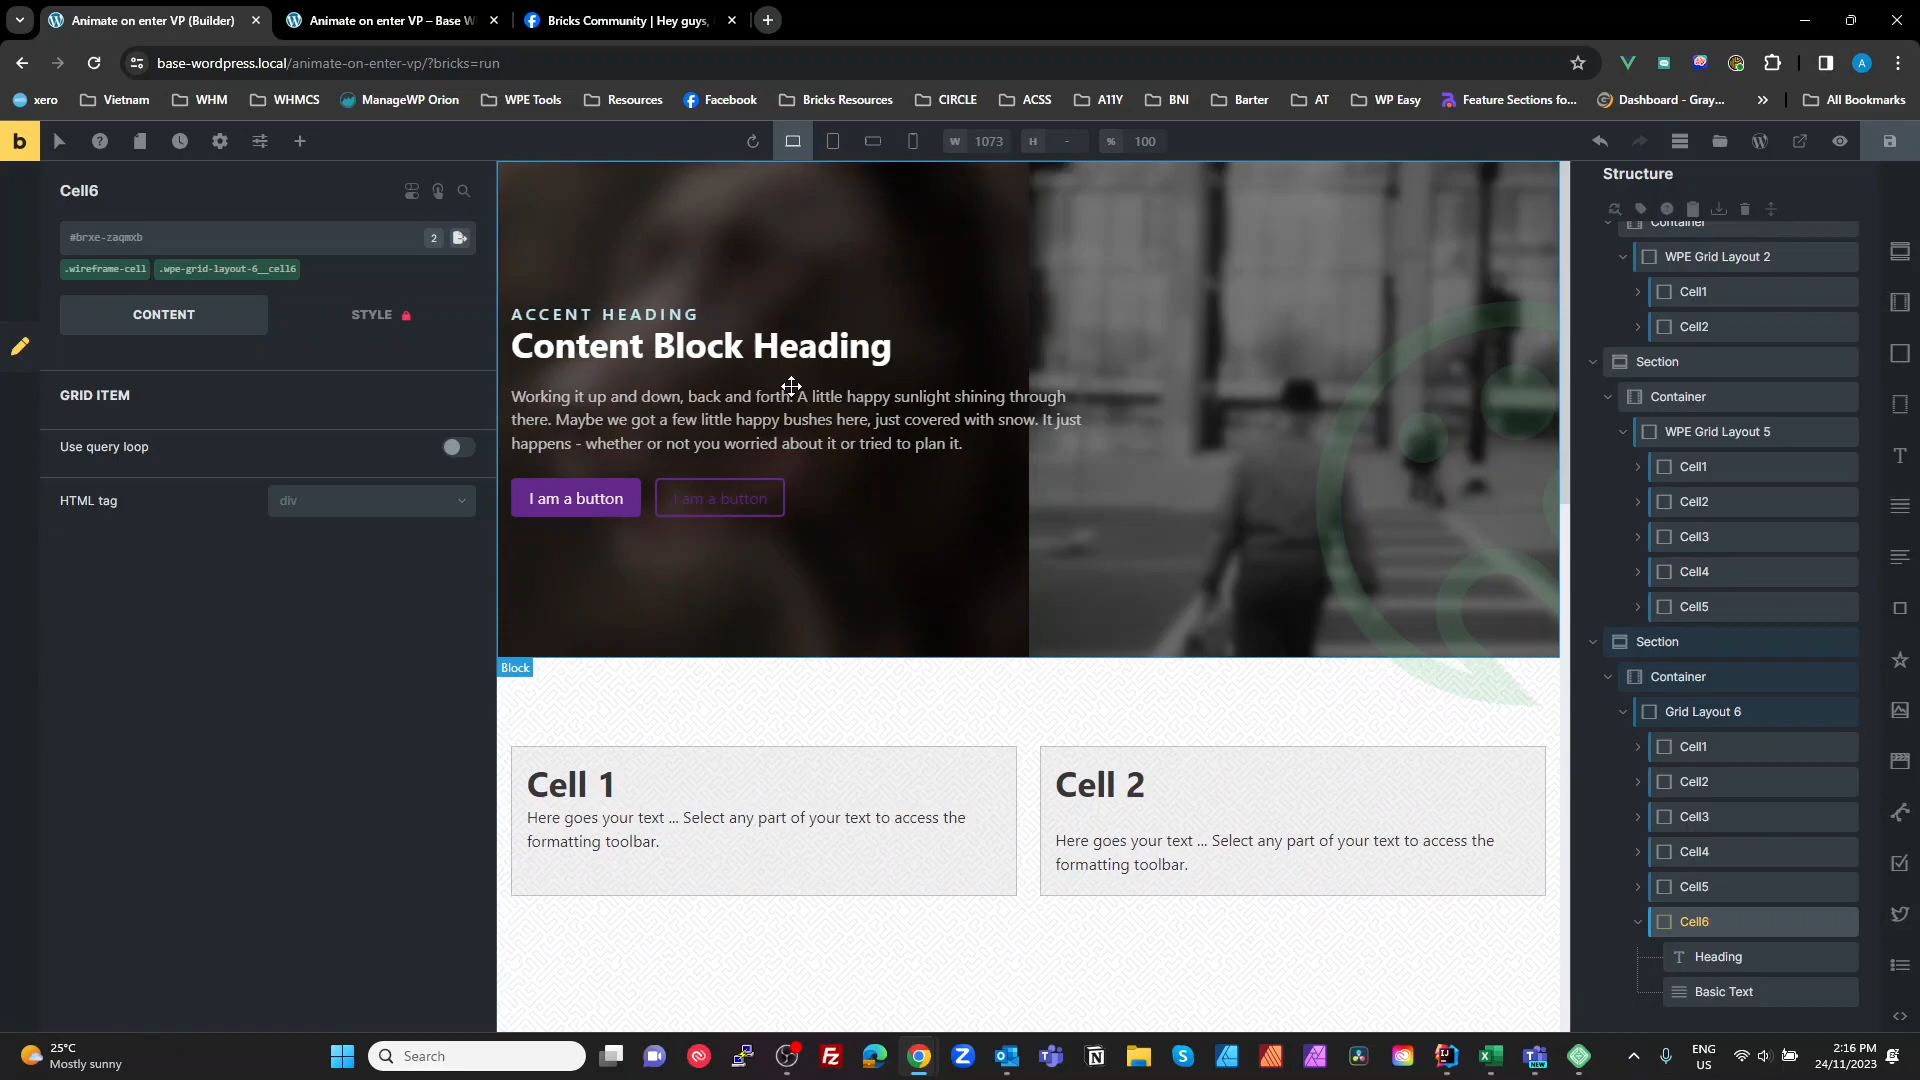 Animate on enter VP (Builder)
Animate on enter VP – Base W
Bricks Community | Hey guys,
base-wordpress.local/animate-on-enter-vp/?bricks=run
xero
Vietnam
WHM
WHMCS
ManageWP Orion
WPE Tools
Resources
Facebook
Bricks Resources
CIRCLE
ACSS
A11Y
BNI
Barter
AT
WP Easy
Feature Sections fo...
Dashboard - Gray...
All Bookmarks
b
W 1073
H -
% 100
Cell6
#brxe-zaqmxb
2
.wireframe-cell
.wpe-grid-layout-6__cell6
CONTENT
STYLE
GRID ITEM
Use query loop
HTML tag
div
ACCENT HEADING
Content Block Heading
Working it up and down, back and forth. A little happy sunlight shining through
there. Maybe we got a few little happy bushes here, just covered with snow. It just
happens - whether or not you worried about it or tried to plan it.
I am a button
I am a button
Block
Cell 1
Here goes your text ... Select any part of your text to access the
formatting toolbar.
Cell 2
Here goes your text ... Select any part of your text to access the
formatting toolbar.
Structure
Container
WPE Grid Layout 2
Cell1
Cell2
Section
Container
WPE Grid Layout 5
Cell1
Cell2
Cell3
Cell4
Cell5
Section
Container
Grid Layout 6
Cell1
Cell2
Cell3
Cell4
Cell5
Cell6
Heading
Basic Text
25°C
Mostly sunny
Search
ENG
US
2:16 PM
24/11/2023